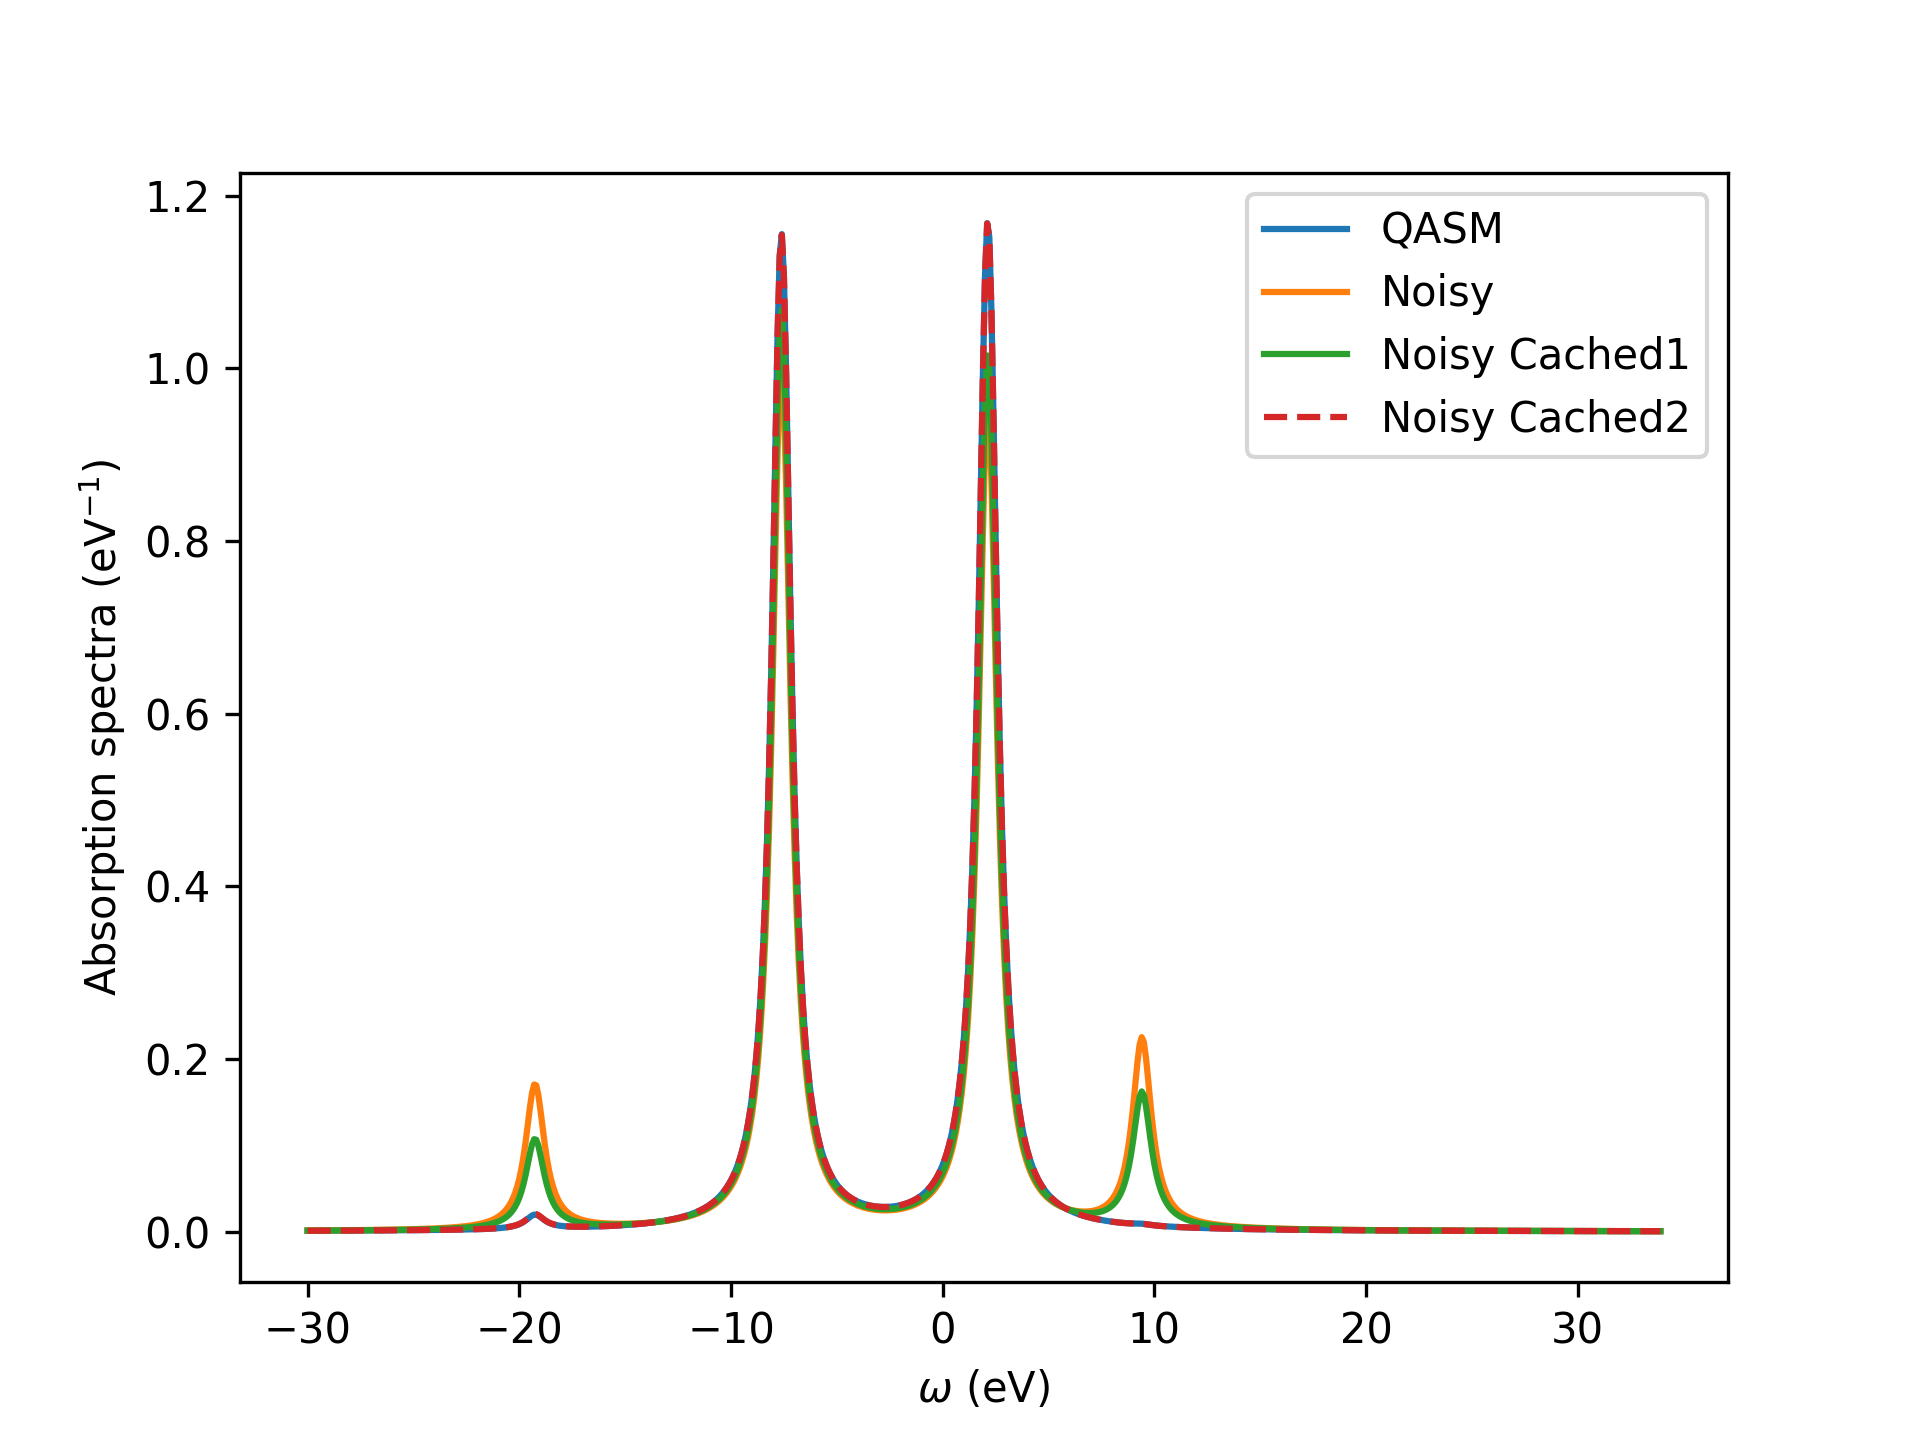 QASM
Noisy
Noisy Cached1
Noisy Cached2
Absorption spectra (eV⁻¹)
1.2
1.0
0.8
0.6
0.4
0.2
0.0
−30 −20 −10 0 10 20 30
ω (eV)